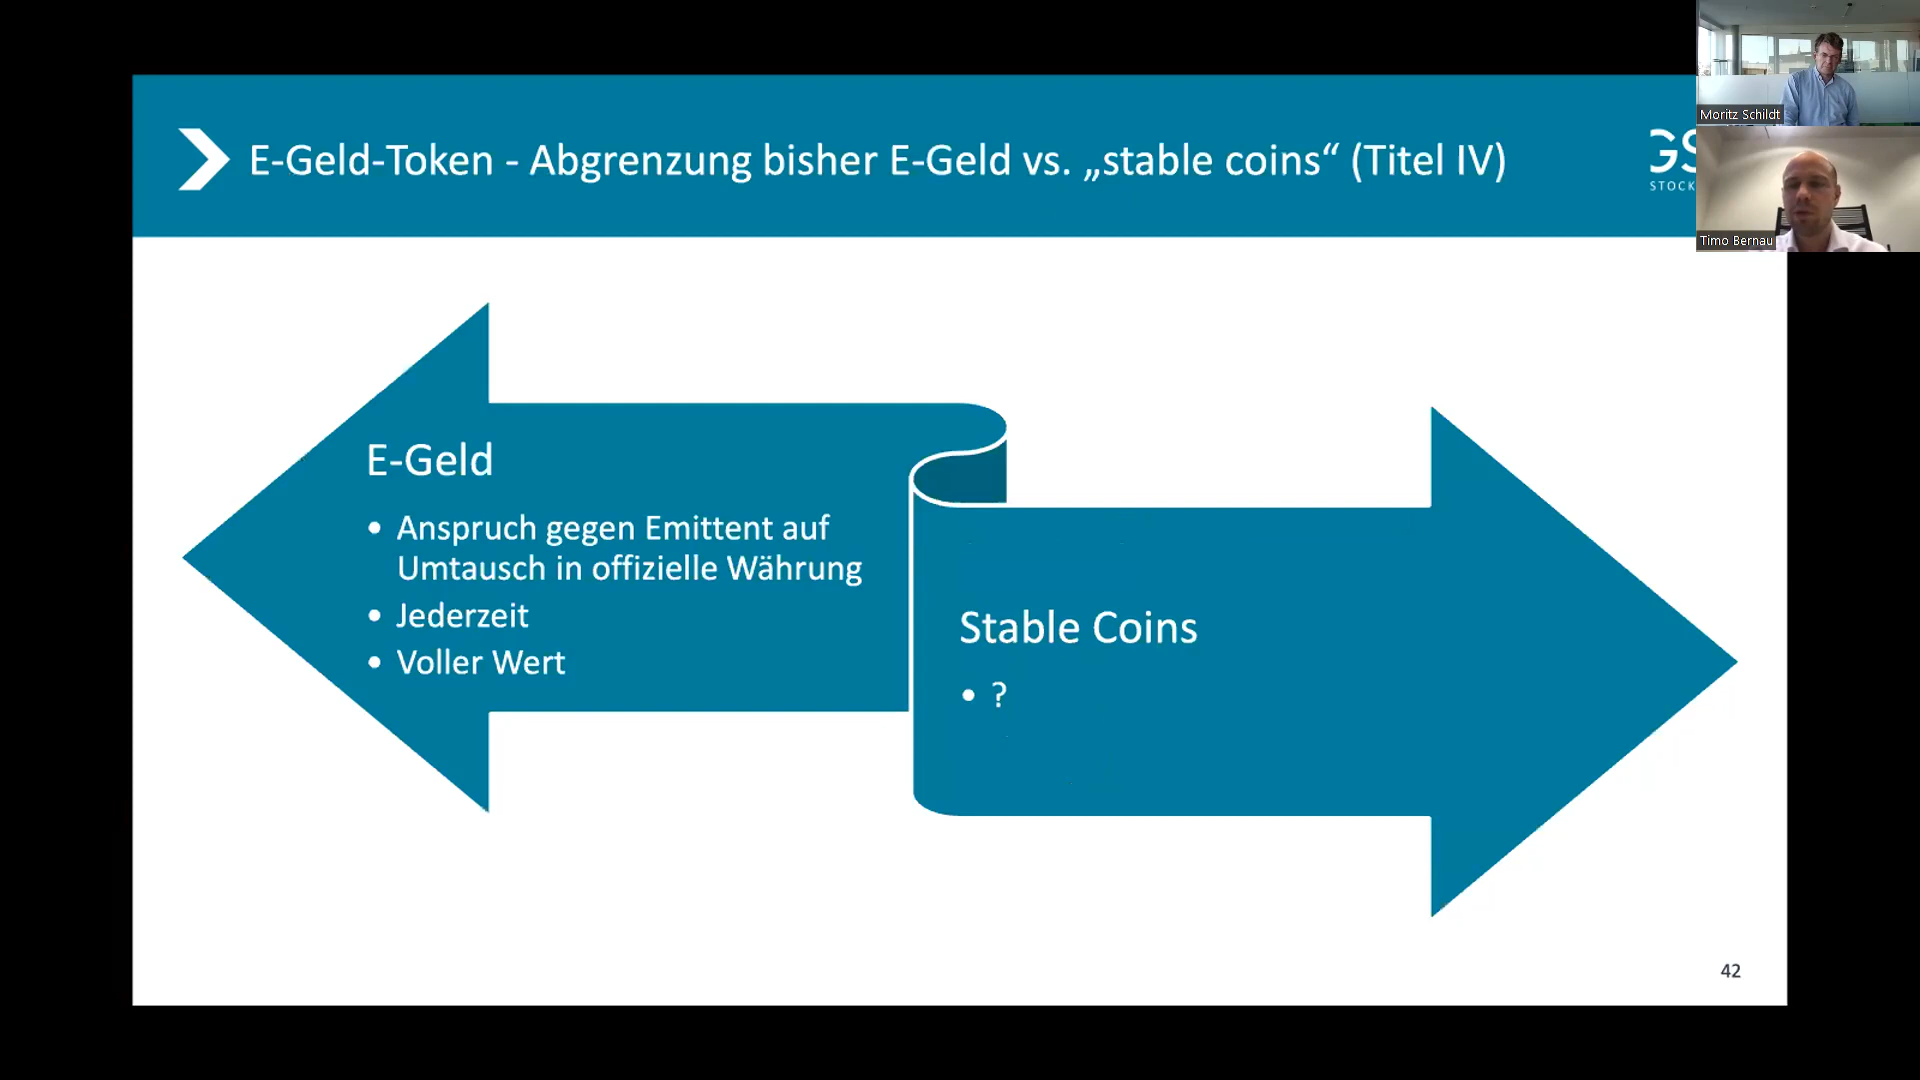 E-Geld-Token - Abgrenzung bisher E-Geld vs. „stable coins“ (Titel IV)
GS
STOCK
Moritz Schildt
Timo Bernau
E-Geld
• Anspruch gegen Emittent auf
Umtausch in offizielle Währung
• Jederzeit
• Voller Wert
Stable Coins
• ?
42